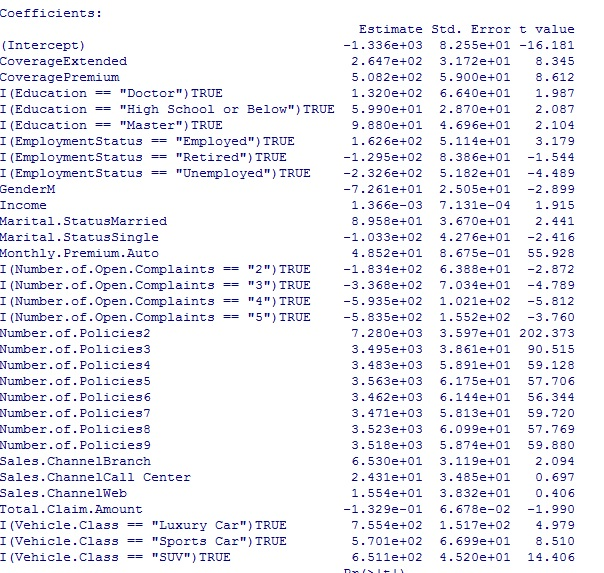 Coefficients:
Estimate Std. Error t value
(Intercept) -1.336e+03 8.255e+01 -16.181
CoverageExtended 2.647e+02 3.172e+01 8.345
CoveragePremium 5.082e+02 5.900e+01 8.612
I(Education == "Doctor")TRUE 1.320e+02 6.640e+01 1.987
I(Education == "High School or Below")TRUE 5.990e+01 2.870e+01 2.087
I(Education == "Master")TRUE 9.880e+01 4.696e+01 2.104
I(EmploymentStatus == "Employed")TRUE 1.626e+02 5.114e+01 3.179
I(EmploymentStatus == "Retired")TRUE -1.295e+02 8.386e+01 -1.544
I(EmploymentStatus == "Unemployed")TRUE -2.326e+02 5.182e+01 -4.489
GenderM -7.261e+01 2.505e+01 -2.899
Income 1.366e-03 7.131e-04 1.915
Marital.StatusMarried 8.958e+01 3.670e+01 2.441
Marital.StatusSingle -1.033e+02 4.276e+01 -2.416
Monthly.Premium.Auto 4.852e+01 8.675e-01 55.928
I(Number.of.Open.Complaints == "2")TRUE -1.834e+02 6.388e+01 -2.872
I(Number.of.Open.Complaints == "3")TRUE -3.368e+02 7.034e+01 -4.789
I(Number.of.Open.Complaints == "4")TRUE -5.935e+02 1.021e+02 -5.812
I(Number.of.Open.Complaints == "5")TRUE -5.835e+02 1.552e+02 -3.760
Number.of.Policies2 7.280e+03 3.597e+01 202.373
Number.of.Policies3 3.495e+03 3.861e+01 90.515
Number.of.Policies4 3.483e+03 5.891e+01 59.128
Number.of.Policies5 3.563e+03 6.175e+01 57.706
Number.of.Policies6 3.462e+03 6.144e+01 56.344
Number.of.Policies7 3.471e+03 5.813e+01 59.720
Number.of.Policies8 3.523e+03 6.099e+01 57.769
Number.of.Policies9 3.518e+03 5.874e+01 59.880
Sales.ChannelBranch 6.530e+01 3.119e+01 2.094
Sales.ChannelCall Center 2.431e+01 3.485e+01 0.697
Sales.ChannelWeb 1.554e+01 3.832e+01 0.406
Total.Claim.Amount -1.329e-01 6.678e-02 -1.990
I(Vehicle.Class == "Luxury Car")TRUE 7.554e+02 1.517e+02 4.979
I(Vehicle.Class == "Sports Car")TRUE 5.701e+02 6.699e+01 8.510
I(Vehicle.Class == "SUV")TRUE 6.511e+02 4.520e+01 14.406
Pr(>|t|)